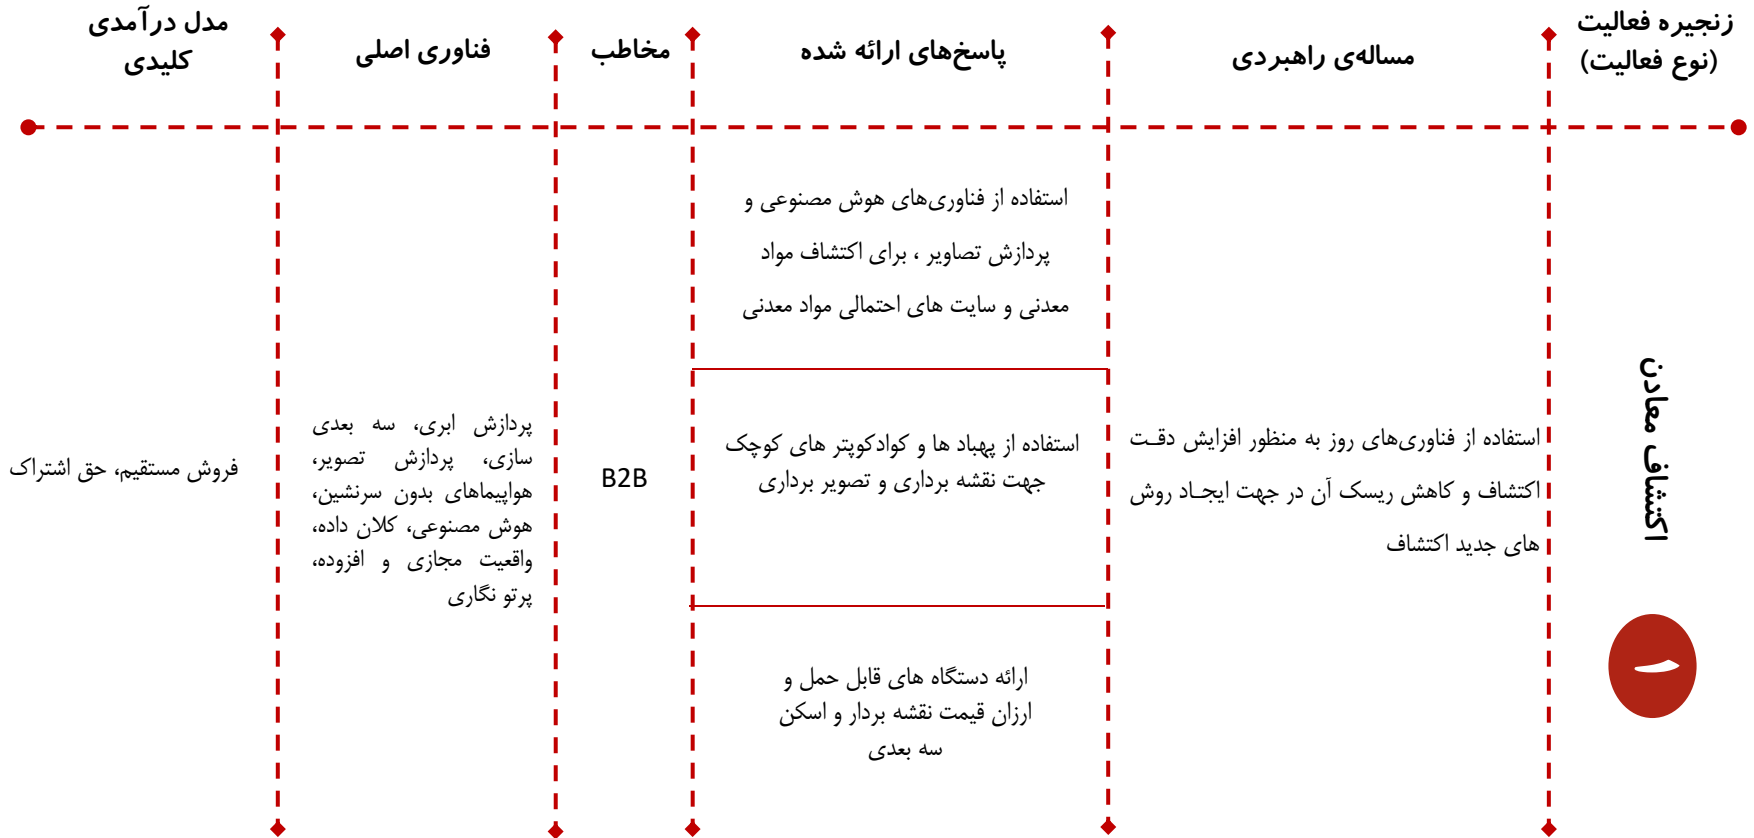 زنجیره فعالیت
(نوع فعالیت)
مساله‌ی راهبردی
پاسخ‌های ارائه شده
مخاطب
فناوری اصلی
مدل درآمدی
کلیدی
اکتشاف معادن
۱
استفاده از فناوری‌های روز به منظور افزایش دقت
اکتشاف و کاهش ریسک آن در جهت ایجاد روش
های جدید اکتشاف
استفاده از فناوری‌های هوش مصنوعی و
پردازش تصاویر ، برای اکتشاف مواد
معدنی و سایت های احتمالی مواد معدنی
استفاده از پهباد ها و کوادکوپتر های کوچک
جهت نقشه برداری و تصویر برداری
ارائه دستگاه های قابل حمل و
ارزان قیمت نقشه بردار و اسکن
سه بعدی
B2B
پردازش ابری، سه بعدی
سازی، پردازش تصویر،
هواپیماهای بدون سرنشین،
هوش مصنوعی، کلان داده،
واقعیت مجازی و افزوده،
پرتو نگاری
فروش مستقیم، حق اشتراک